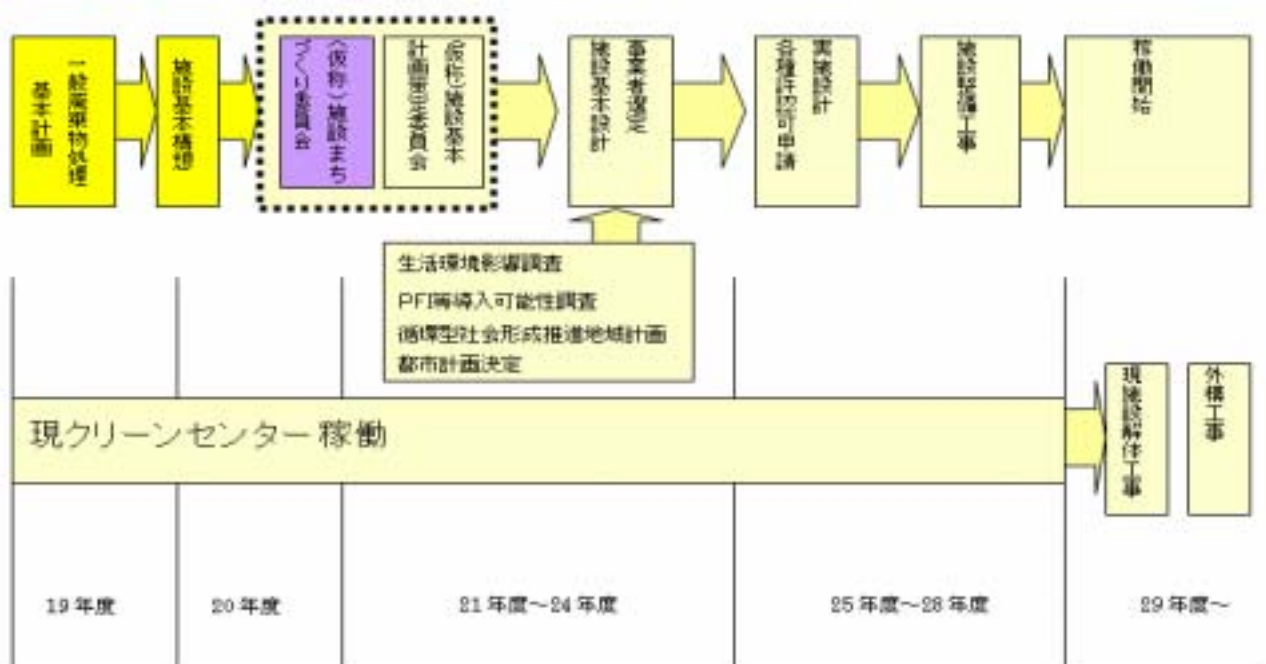 一般廃棄物処理
基本計画
施設基本構想
（仮称）施設まち
づくり委員会
（仮称）施設基本
計画策定委員会
事業者選定
施設基本設計
実施設計
各種許認可申請
施設整備工事
稼働開始
生活環境影響調査
PFI等導入可能性調査
循環型社会形成推進地域計画
都市計画決定
現クリーンセンター稼働
現施設解体工事
外構工事
19年度
20年度
21年度～24年度
25年度～28年度
29年度～